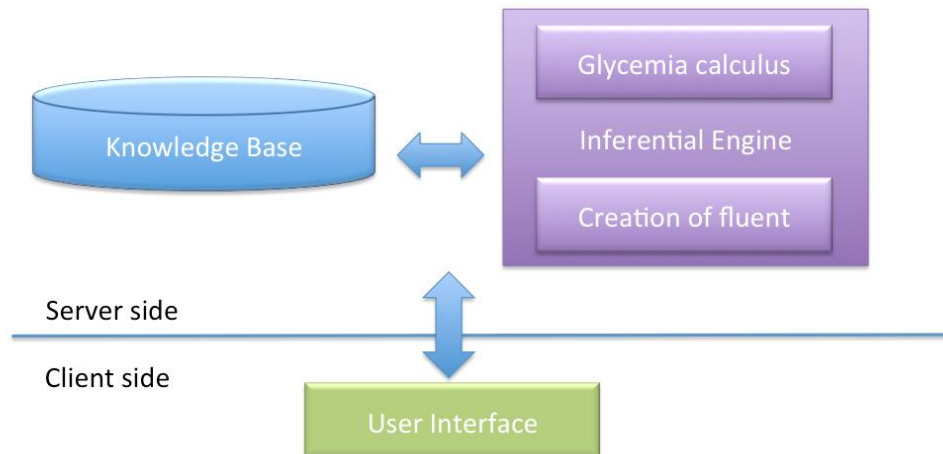 Glycemia calculus
Knowledge Base
Inferential Engine
Creation of fluent
Server side
Client side
User Interface